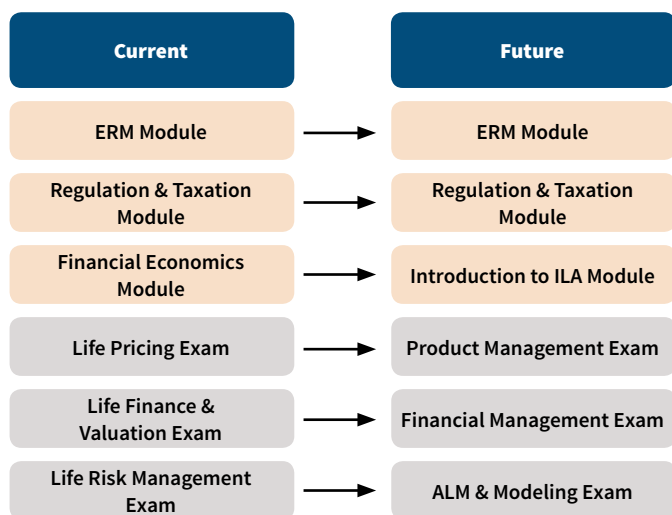 Current
Future
ERM Module
ERM Module
Regulation & Taxation
Module
Regulation & Taxation
Module
Financial Economics
Module
Introduction to ILA Module
Life Pricing Exam
Product Management Exam
Life Finance &
Valuation Exam
Financial Management Exam
Life Risk Management
Exam
ALM & Modeling Exam